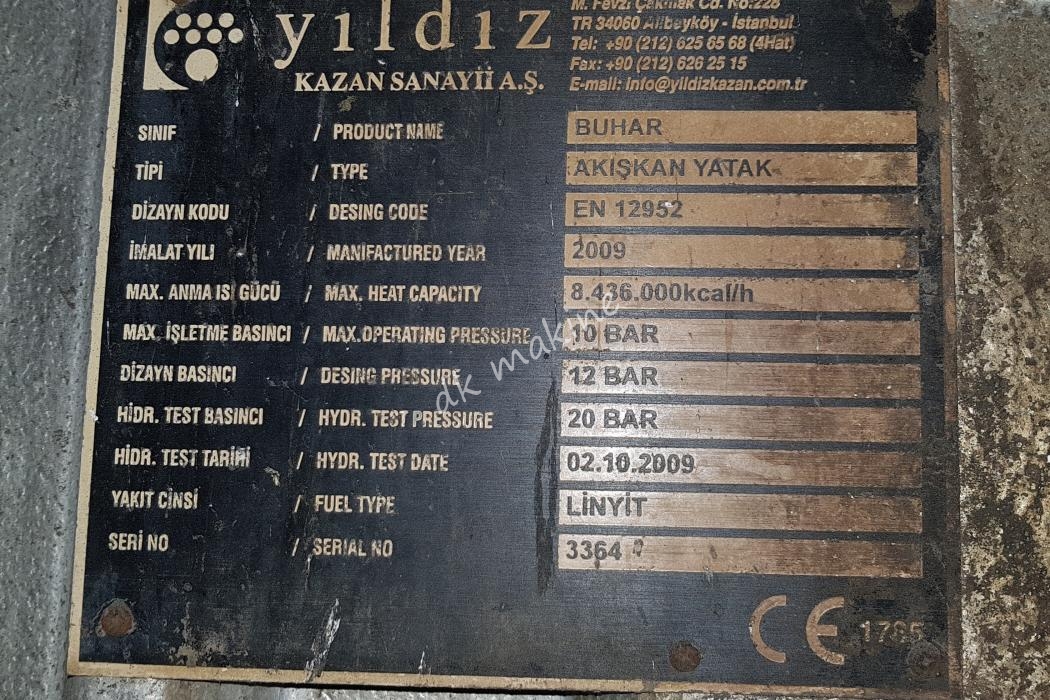 yıldız
KAZAN SANAYİİ A.Ş.
M. Fevzi Çakmak Cd. No:228
TR 34060 Alibeyköy - İstanbul
Tel: +90 (212) 625 65 68 (4Hat)
Fax: +90 (212) 626 25 15
E-mail: info@yildizkazan.com.tr
SINIF / PRODUCT NAME BUHAR
TİPİ / TYPE AKIŞKAN YATAK
DİZAYN KODU / DESING CODE EN 12952
İMALAT YILI / MANIFACTURED YEAR 2009
MAX. ANMA ISI GÜCÜ / MAX. HEAT CAPACITY 8.436.000kcal/h
MAX. İŞLETME BASINCI / MAX.OPERATING PRESSURE 10 BAR
DİZAYN BASINCI / DESING PRESSURE 12 BAR
HİDR. TEST BASINCI / HYDR. TEST PRESSURE 20 BAR
HİDR. TEST TARİHİ / HYDR. TEST DATE 02.10.2009
YAKIT CİNSİ / FUEL TYPE LİNYİT
SERİ NO / SERIAL NO 3364
CE
dk makine